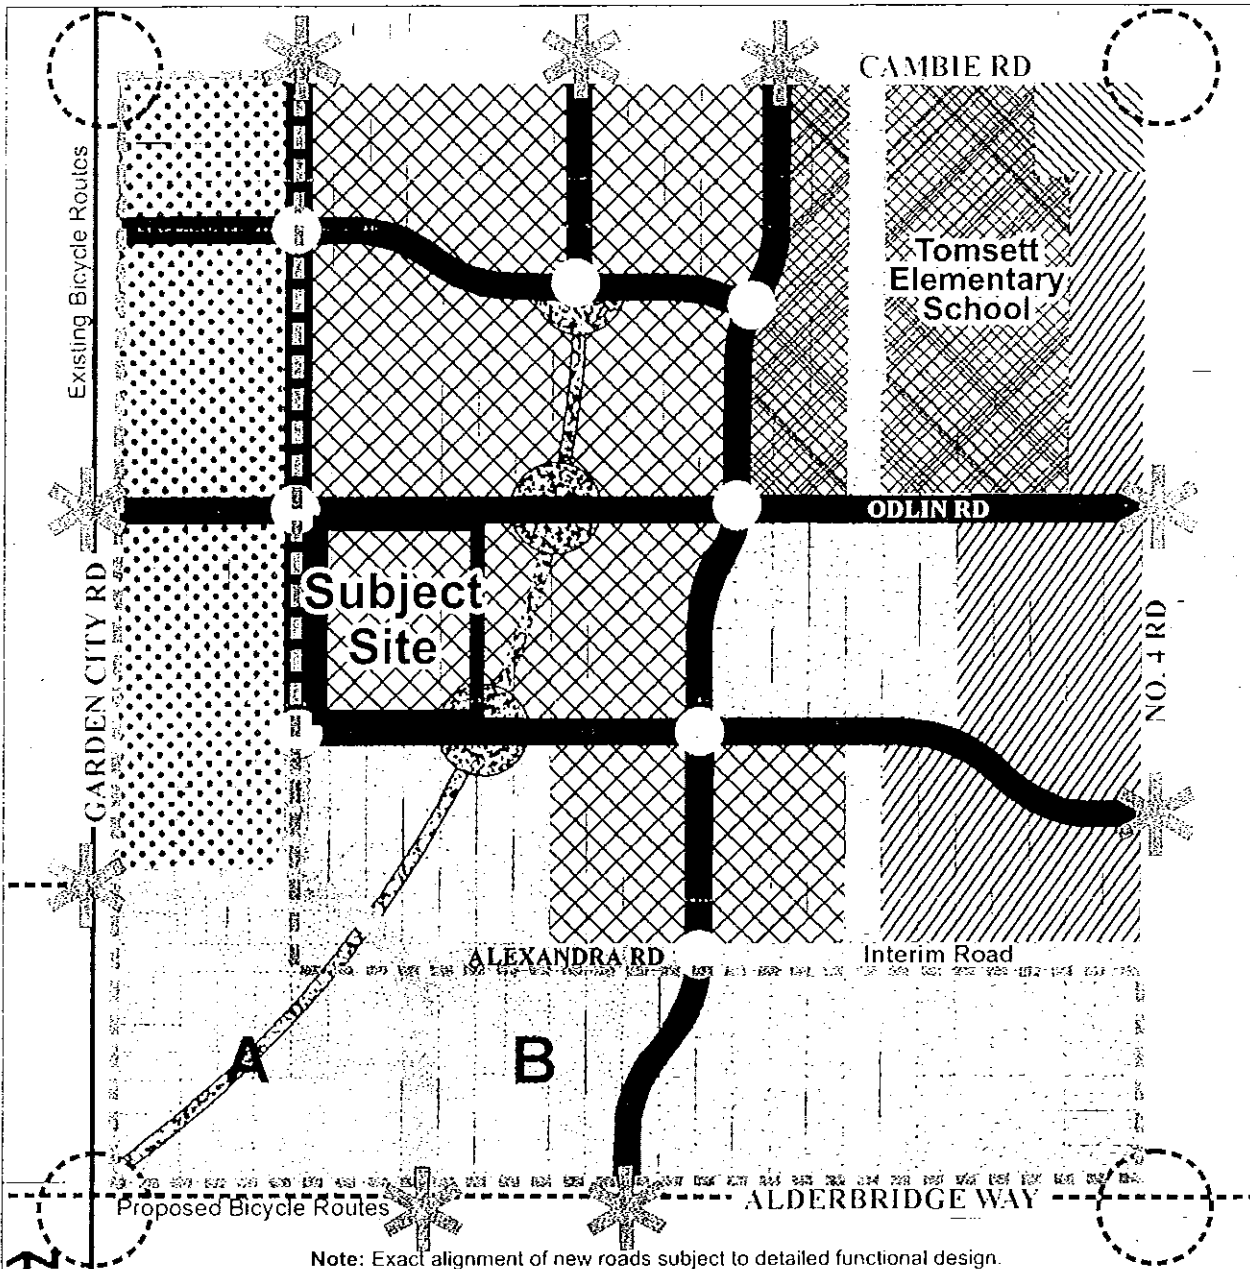 CAMBIE RD
Existing Bicycle Routes
Tomsett
Elementary
School
ODLIN RD
Subject
Site
GARDEN CITY RD
NO. 4 RD
ALEXANDRA RD
Interim Road
A
B
Proposed Bicycle Routes
ALDERBRIDGE WAY
Note: Exact alignment of new roads subject to detailed functional design.